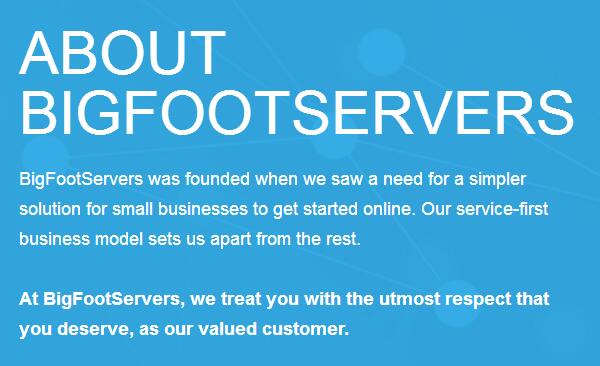 ABOUT
BIGFOOTSERVERS
BigFootServers was founded when we saw a need for a simpler
solution for small businesses to get started online. Our service-first
business model sets us apart from the rest.
At BigFootServers, we treat you with the utmost respect that
you deserve, as our valued customer.